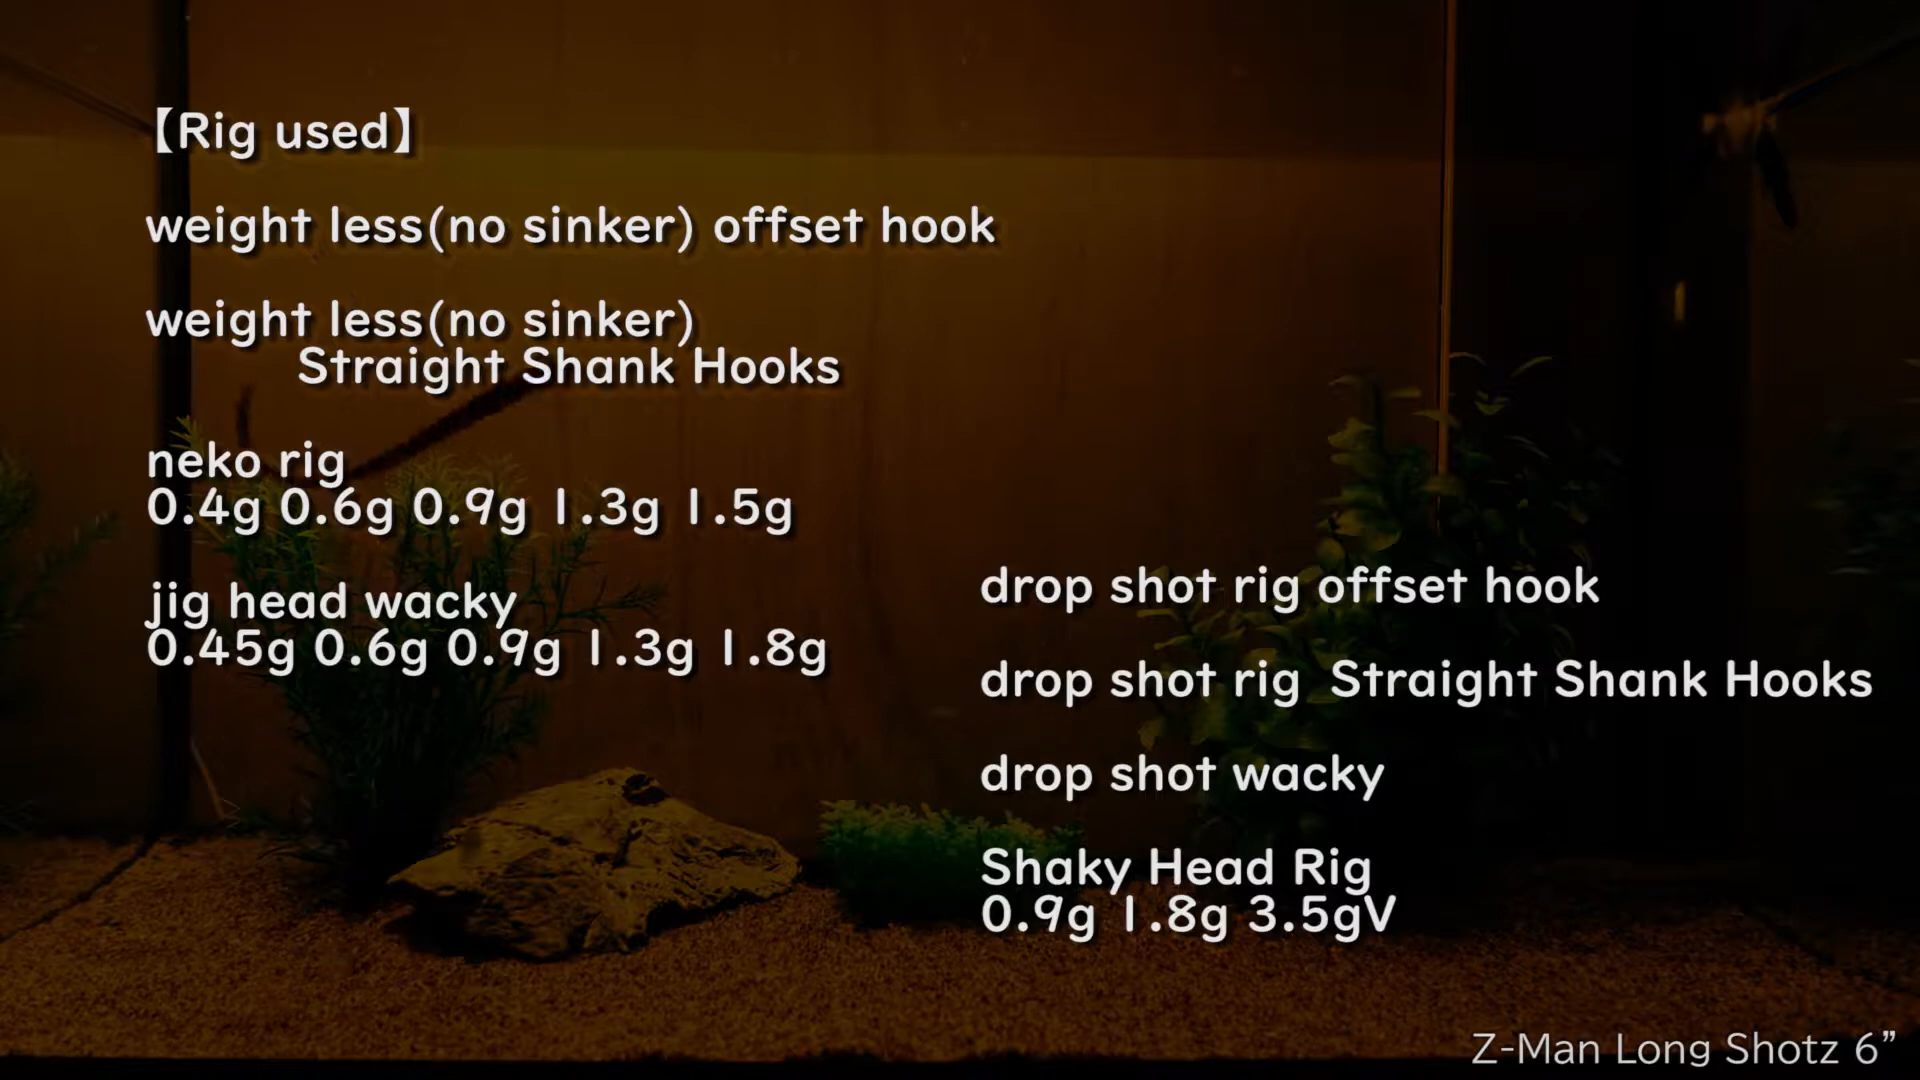 【Rig used】
weight less(no sinker) offset hook
weight less(no sinker)
Straight Shank Hooks
neko rig
0.4g 0.6g 0.9g 1.3g 1.5g
jig head wacky
0.45g 0.6g 0.9g 1.3g 1.8g
drop shot rig offset hook
drop shot rig  Straight Shank Hooks
drop shot wacky
Shaky Head Rig
0.9g 1.8g 3.5gV
Z-Man Long Shotz 6”